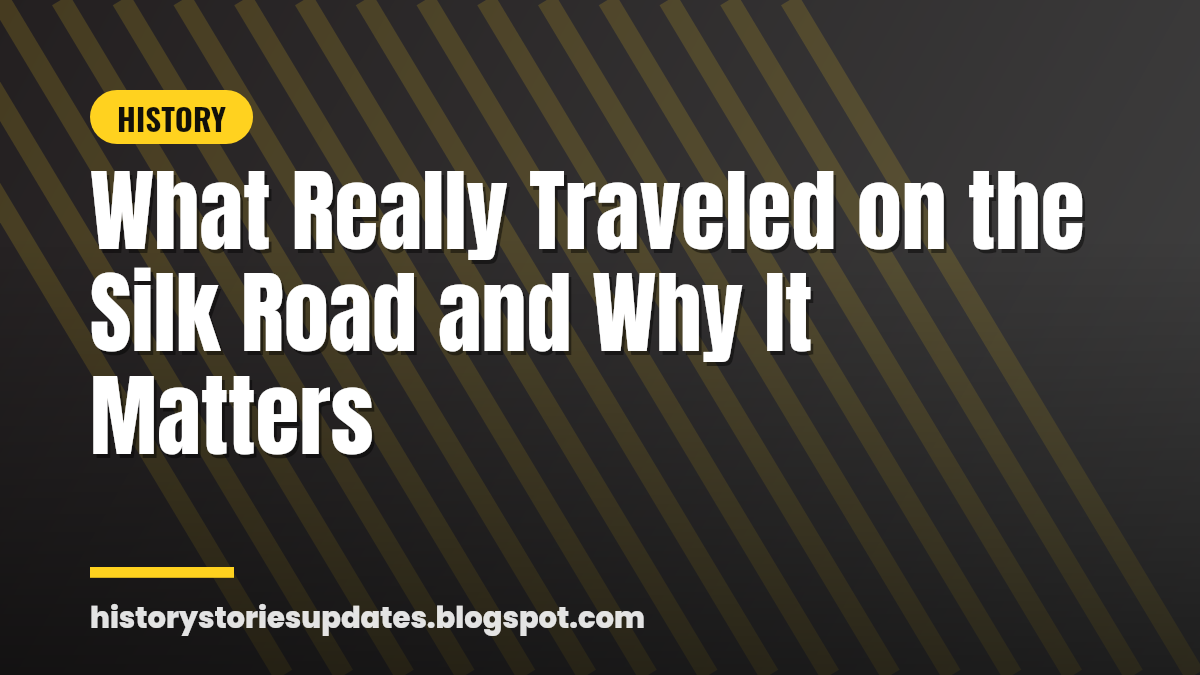 HISTORY
What Really Traveled on the
Silk Road and Why It
Matters
historystoriesupdates.blogspot.com